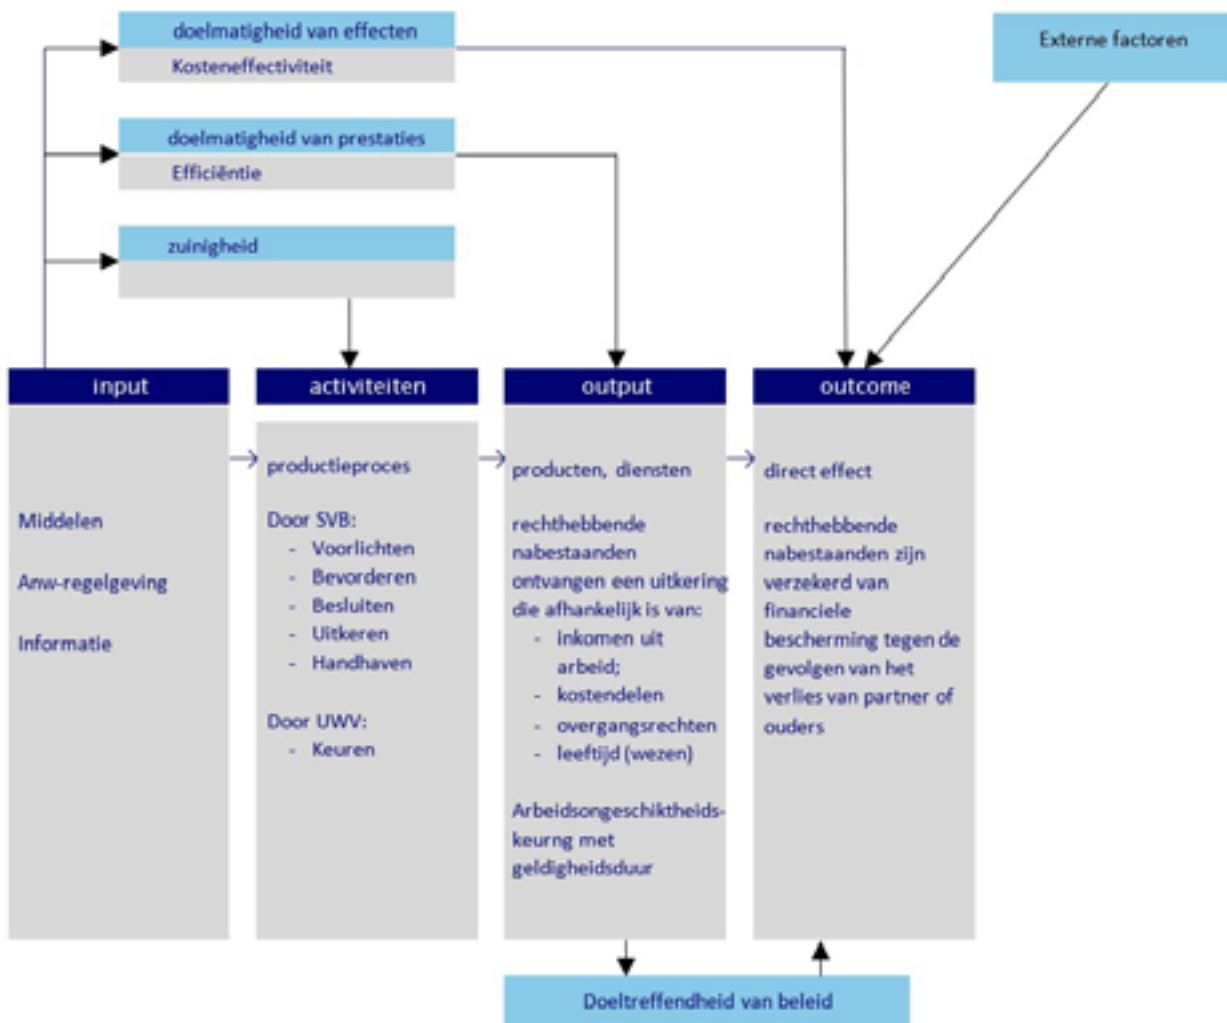 doelmatigheid van effecten
Kosteneffectiviteit
Externe factoren
doelmatigheid van prestaties
Efficiëntie
zuinigheid
input
Middelen
Anw-regelgeving
Informatie
activiteiten
productieproces
Door SVB:
- Voorlichten
- Bevorderen
- Besluiten
- Uitkeren
- Handhaven
Door UWV:
- Keuren
output
producten, diensten
rechthebbende
nabestaanden
ontvangen een uitkering
die afhankelijk is van:
- inkomen uit
arbeid;
- kostendelen
- overgangsrechten
- leeftijd (wezen)
Arbeidsongeschiktheids-
keurng met
geldigheidsduur
outcome
direct effect
rechthebbende
nabestaanden zijn
verzekerd van
financiele
bescherming tegen de
gevolgen van het
verlies van partner of
ouders
Doeltreffendheid van beleid